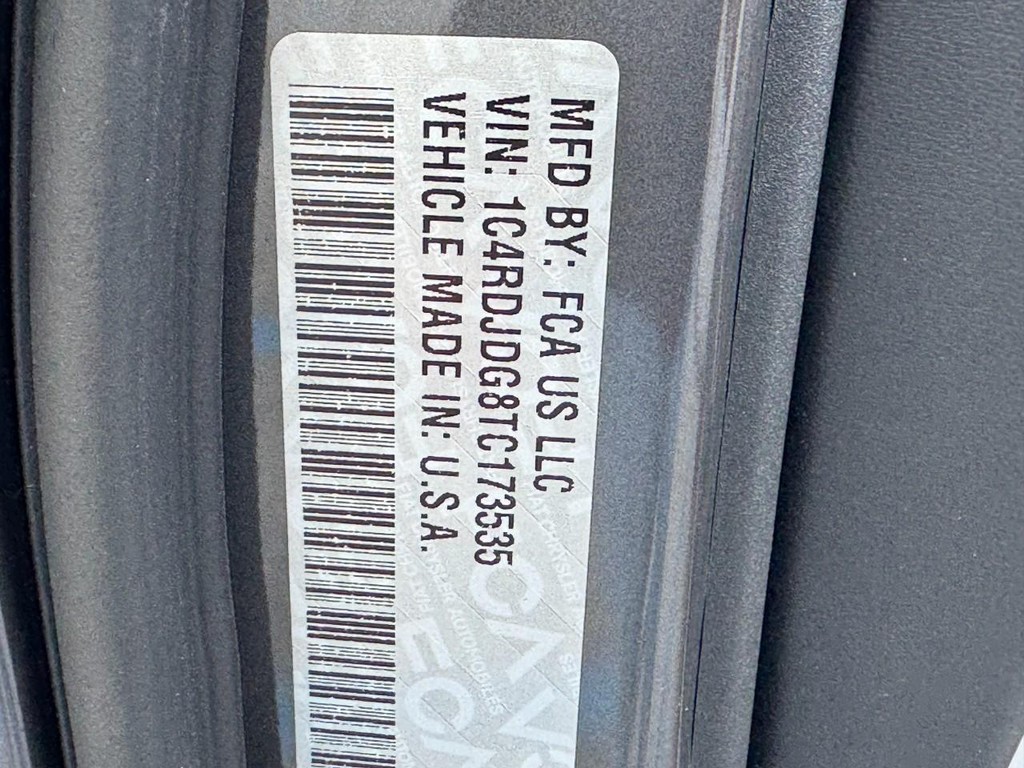 MFD BY: FCA US LLC
VIN: 1C4RDJDG8TC173535
VEHICLE MADE IN: U.S.A.